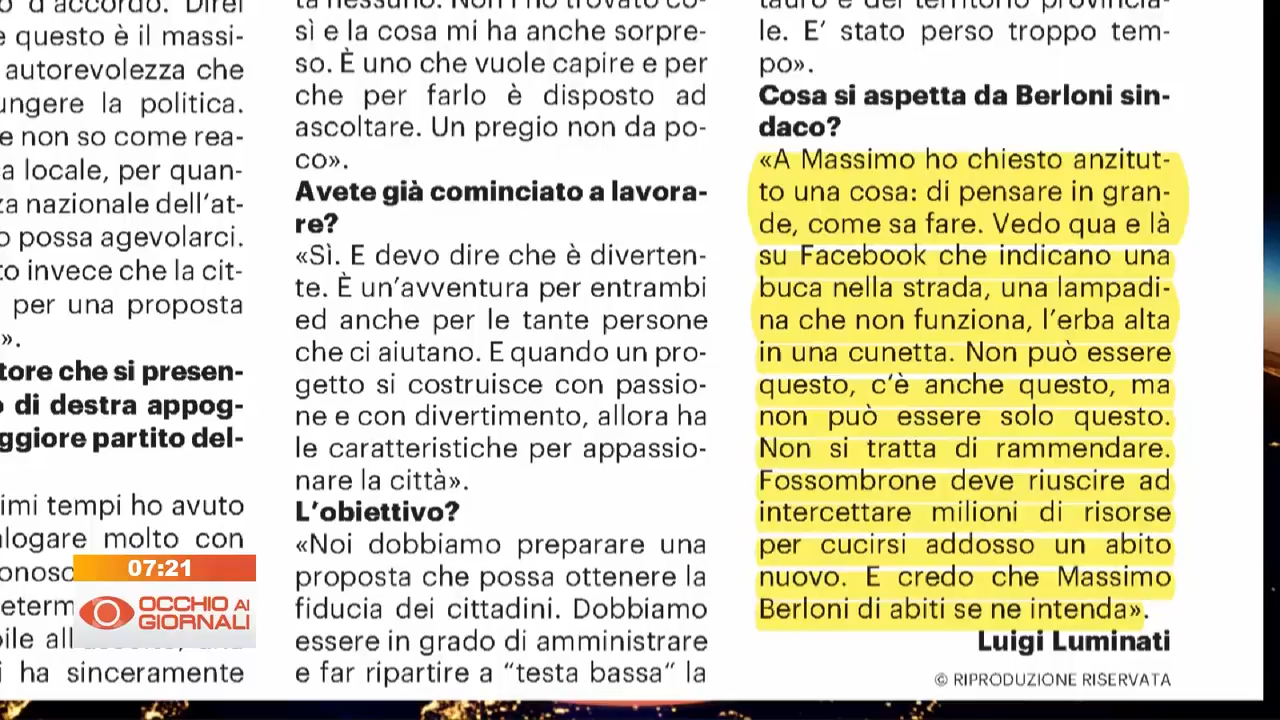 o d'accordo. Direi
e questo è il massi-
autorevolezza che
ungere la politica.
e non so come rea-
a locale, per quan-
za nazionale dell'at-
o possa agevolarci.
to invece che la cit-
per una proposta
».
tore che si presen-
o di destra appog-
ggiore partito del-
imi tempi ho avuto
alogare molto con
onosc
eterm
bile all
i ha sinceramente
ta nessuno. Non l'ho trovato co-
sì e la cosa mi ha anche sorpre-
so. È uno che vuole capire e per
che per farlo è disposto ad
ascoltare. Un pregio non da po-
co».
Avete già cominciato a lavora-
re?
«Sì. E devo dire che è diverten-
te. È un'avventura per entrambi
ed anche per le tante persone
che ci aiutano. E quando un pro-
getto si costruisce con passio-
ne e con divertimento, allora ha
le caratteristiche per appassio-
nare la città».
L'obiettivo?
«Noi dobbiamo preparare una
proposta che possa ottenere la
fiducia dei cittadini. Dobbiamo
essere in grado di amministrare
e far ripartire a "testa bassa" la
tauro e del territorio provincia-
le. E' stato perso troppo tem-
po».
Cosa si aspetta da Berloni sin-
daco?
«A Massimo ho chiesto anzitut-
to una cosa: di pensare in gran-
de, come sa fare. Vedo qua e là
su Facebook che indicano una
buca nella strada, una lampadi-
na che non funziona, l'erba alta
in una cunetta. Non può essere
questo, c'è anche questo, ma
non può essere solo questo.
Non si tratta di rammendare.
Fossombrone deve riuscire ad
intercettare milioni di risorse
per cucirsi addosso un abito
nuovo. E credo che Massimo
Berloni di abiti se ne intenda».
Luigi Luminati
© RIPRODUZIONE RISERVATA
07:21
OCCHIO AI
GIORNALI